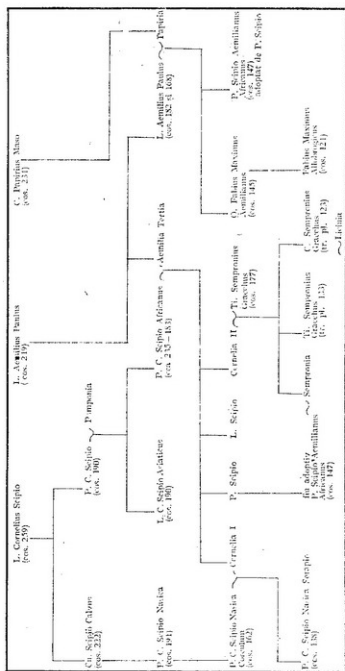 L. Cornelius Scipio
(cos. 259)
L. Aemilius Paulus
(cos. 219)
C. Papirius Maso
(cos. 231)
Cn. Scipio Calvus
(cos. 222)
P. C. Scipio
(cos. 190)
Pomponia
P. C. Scipio Nasica
(cos. 191)
L. C. Scipio Asiaticus
(cos. 190)
P. C. Scipio Africanus
(cca 235–183)
Aemilia Tertia
L. Aemilius Paulus
(cos. 182 și 168)
Papiria
P. C. Scipio Nasica
Corculum
(cos. 162)
Cornelia I
P. Scipio
L. Scipio
Cornelia II
Ti. Sempronius
Gracchus
(cos. 177)
Q. Fabius Maximus
Aemilianus
(cos. 145)
P. Scipio Aemilianus
Africanus
(cos. 147)
adoptat de P. Scipio
P. C. Scipio Nasica Serapio
(cos. 138)
fiu adoptiv
P. Scipio Aemilianus
Africanus
(cos. 147)
Sempronia
Ti. Sempronius
Gracchus
(tr. pl. 133)
C. Sempronius
Gracchus
(tr. pl. 123)
Licinia
Fabius Maximus
Allobrogicus
(cos. 121)